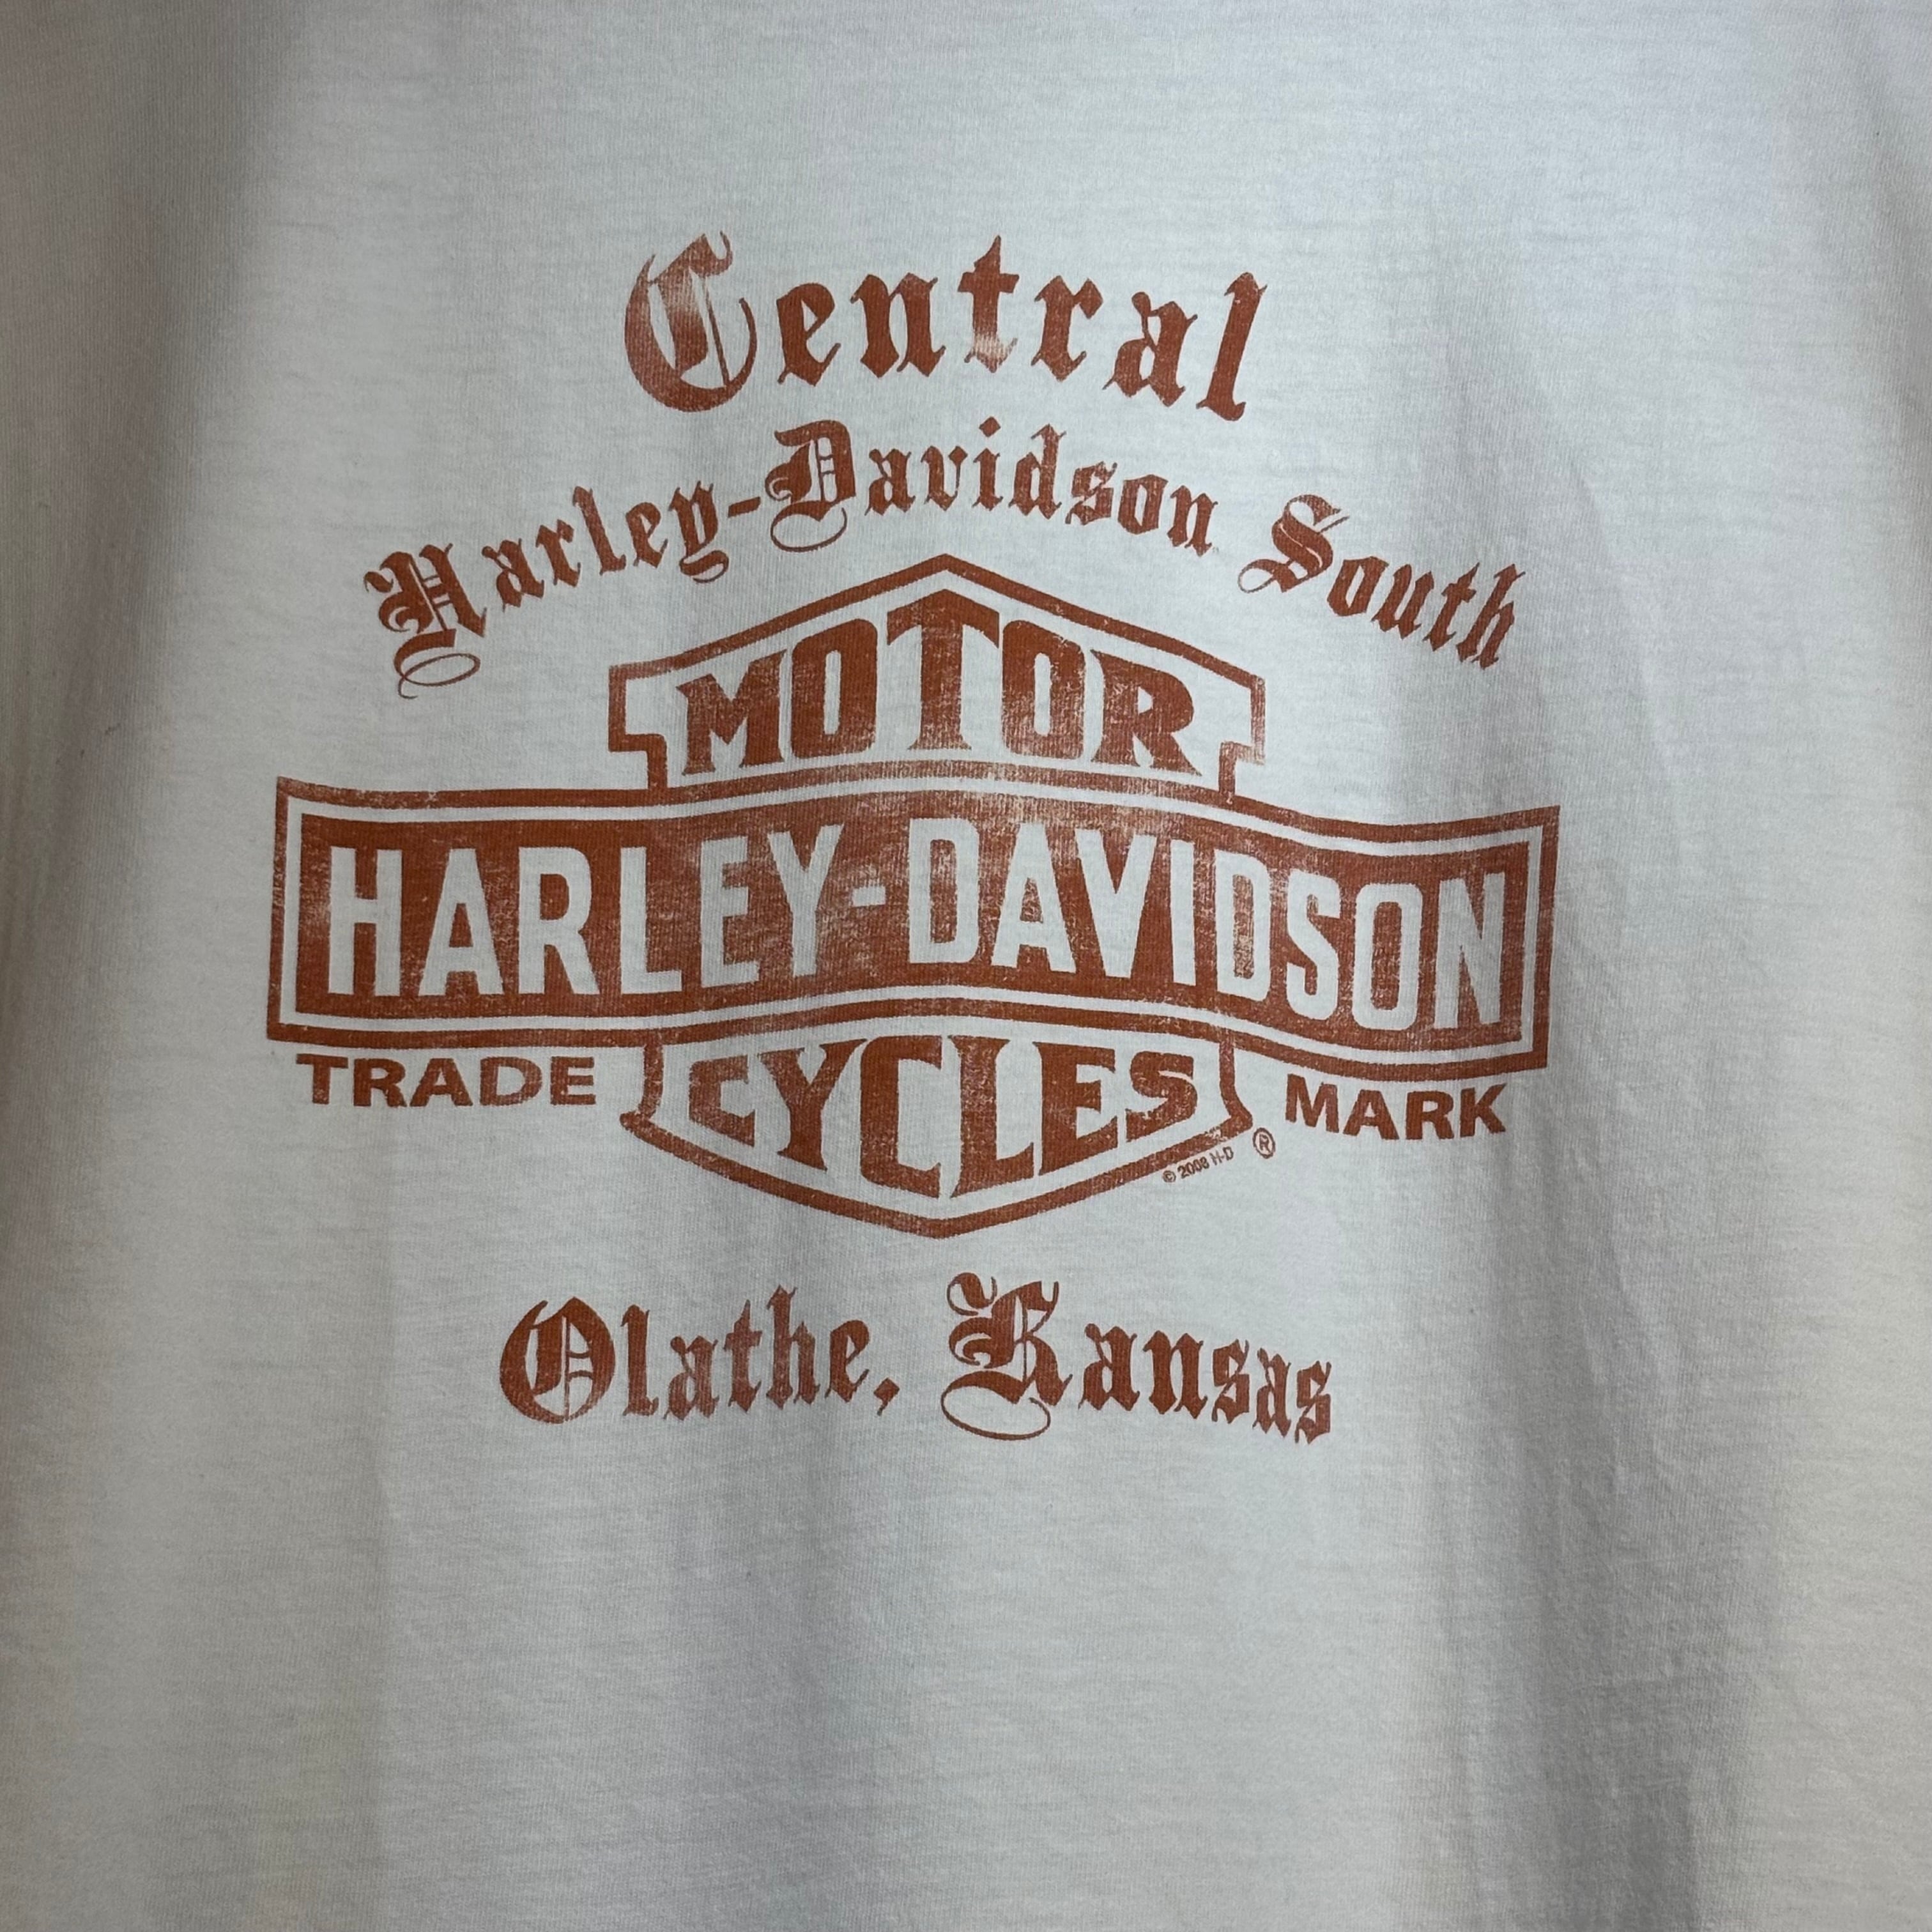 Central
Harley-Davidson South
MOTOR
HARLEY-DAVIDSON
CYCLES
TRADE MARK
© 2008 H-D
®
Olathe, Kansas